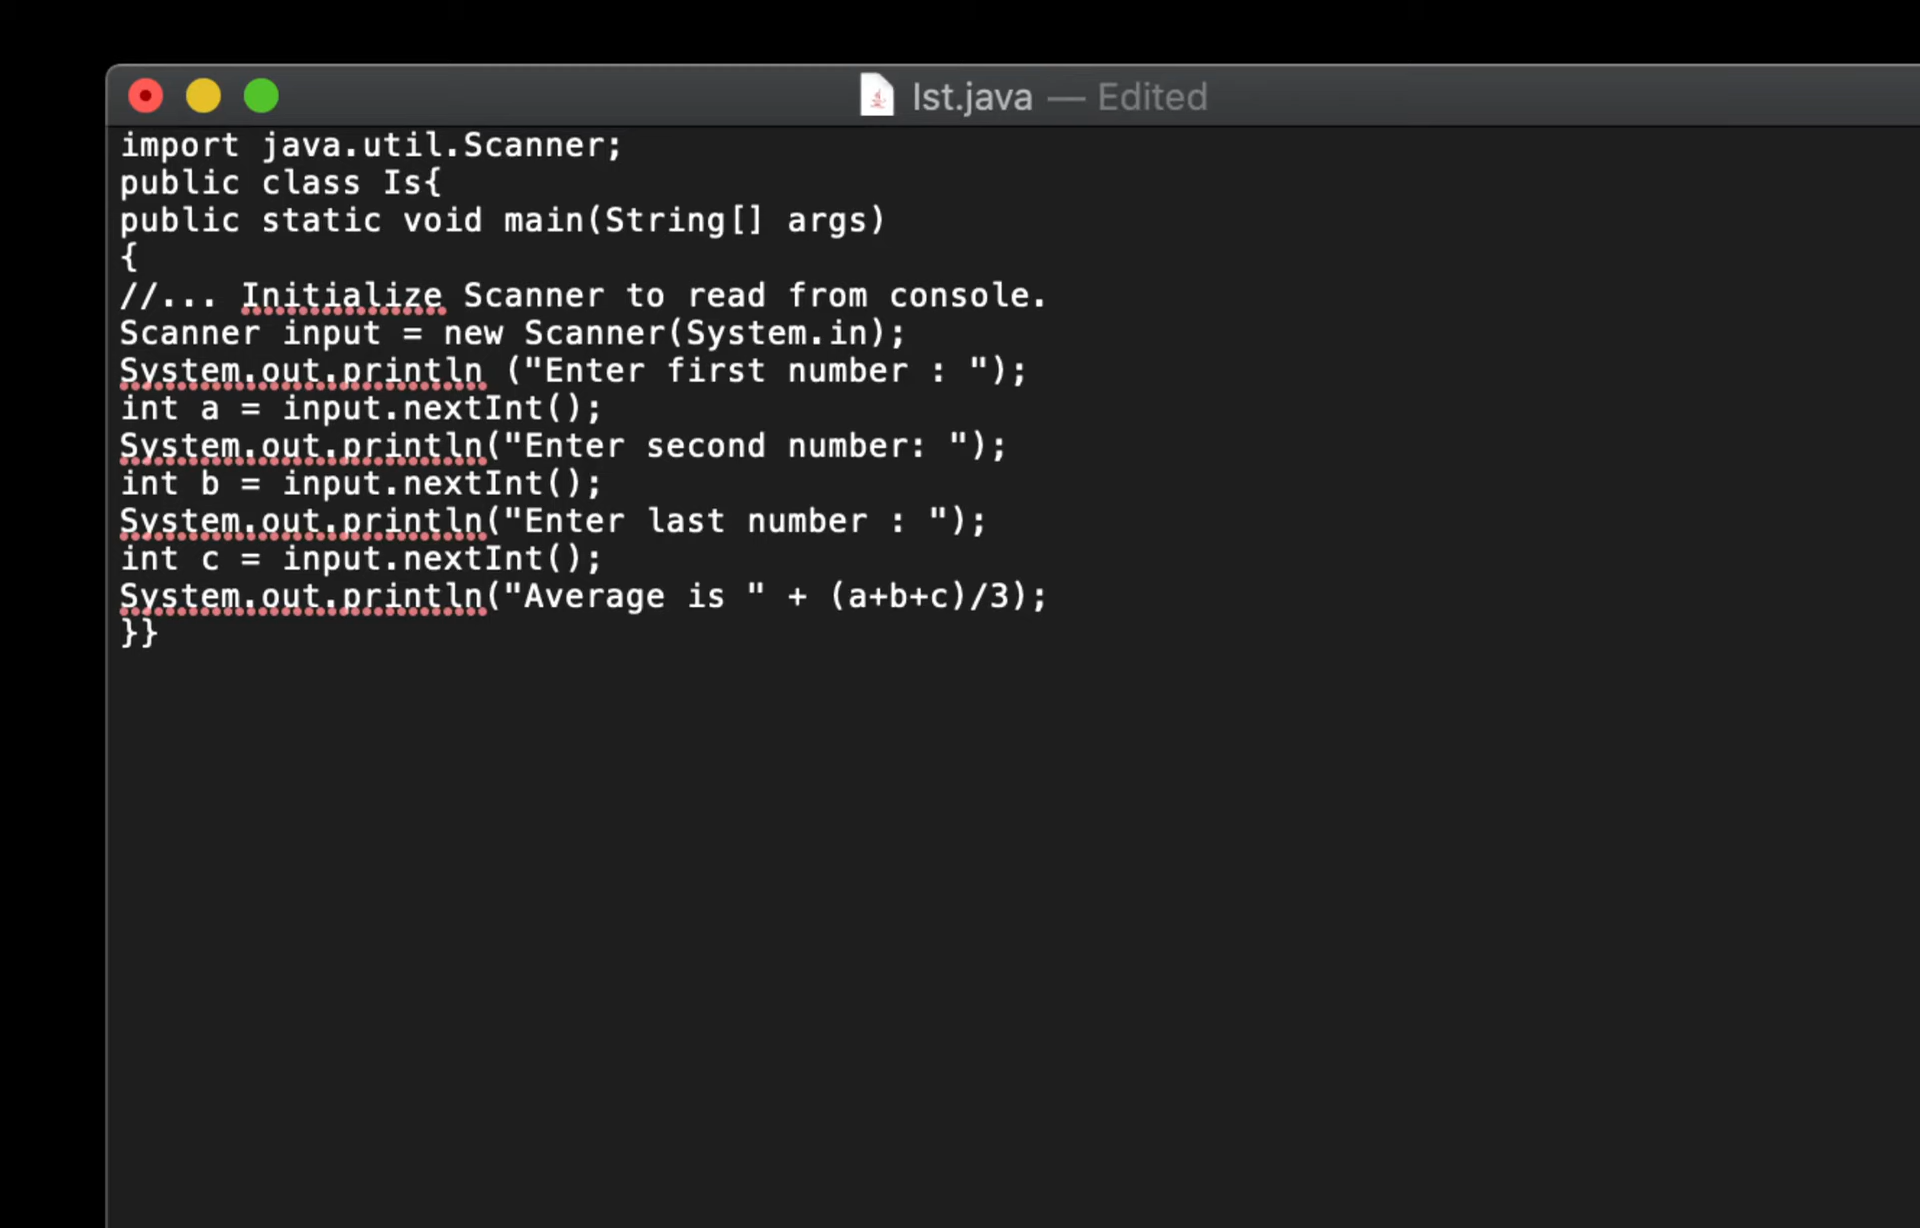 Ist.java — Edited
import java.util.Scanner;
public class Is{
public static void main(String[] args)
{
//... Initialize Scanner to read from console.
Scanner input = new Scanner(System.in);
System.out.println ("Enter first number : ");
int a = input.nextInt();
System.out.println("Enter second number: ");
int b = input.nextInt();
System.out.println("Enter last number : ");
int c = input.nextInt();
System.out.println("Average is " + (a+b+c)/3);
}}